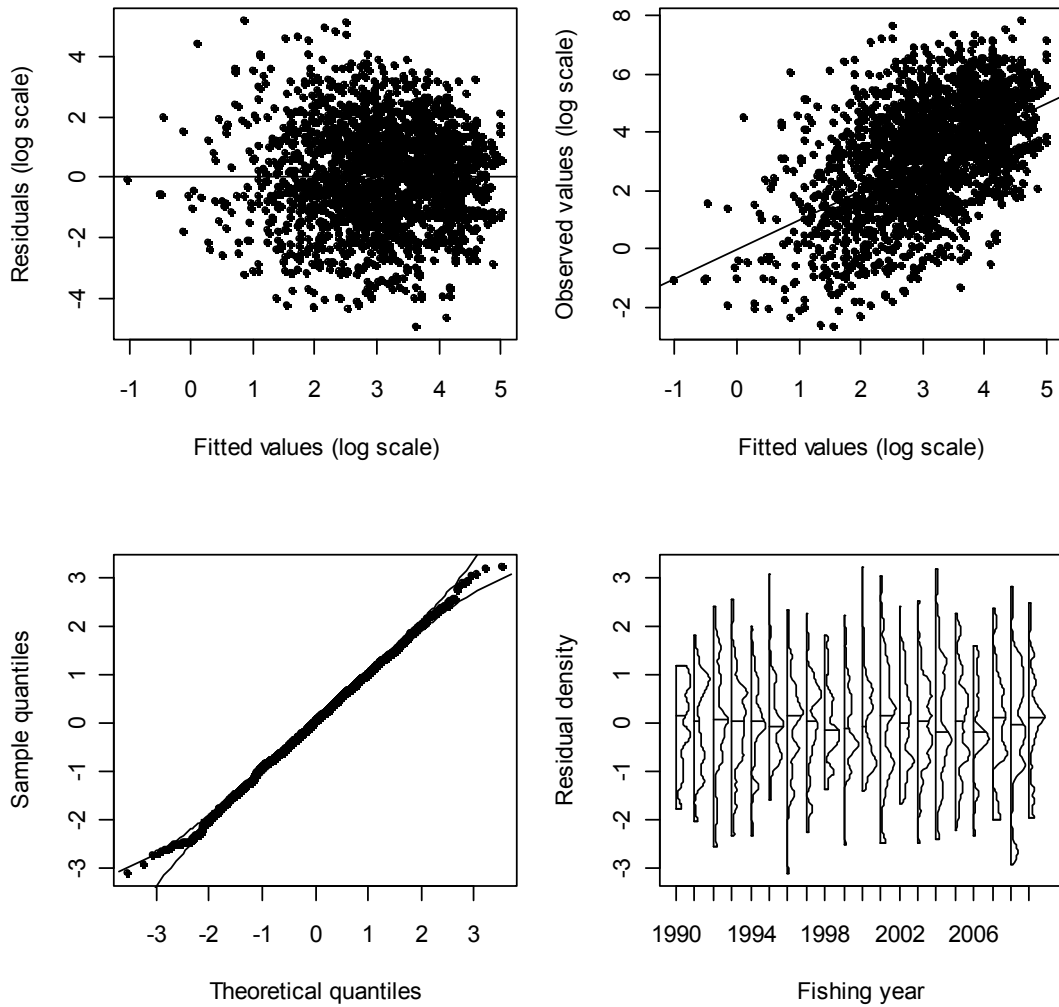 Residuals (log scale)
4
2
0
-2
-4
-1 0 1 2 3 4 5
Fitted values (log scale)
Observed values (log scale)
8
6
4
2
0
-2
-1 0 1 2 3 4 5
Fitted values (log scale)
Sample quantiles
3
2
1
0
-1
-2
-3
-3 -2 -1 0 1 2 3
Theoretical quantiles
Residual density
3
2
1
0
-1
-2
-3
1990 1994 1998 2002 2006
Fishing year